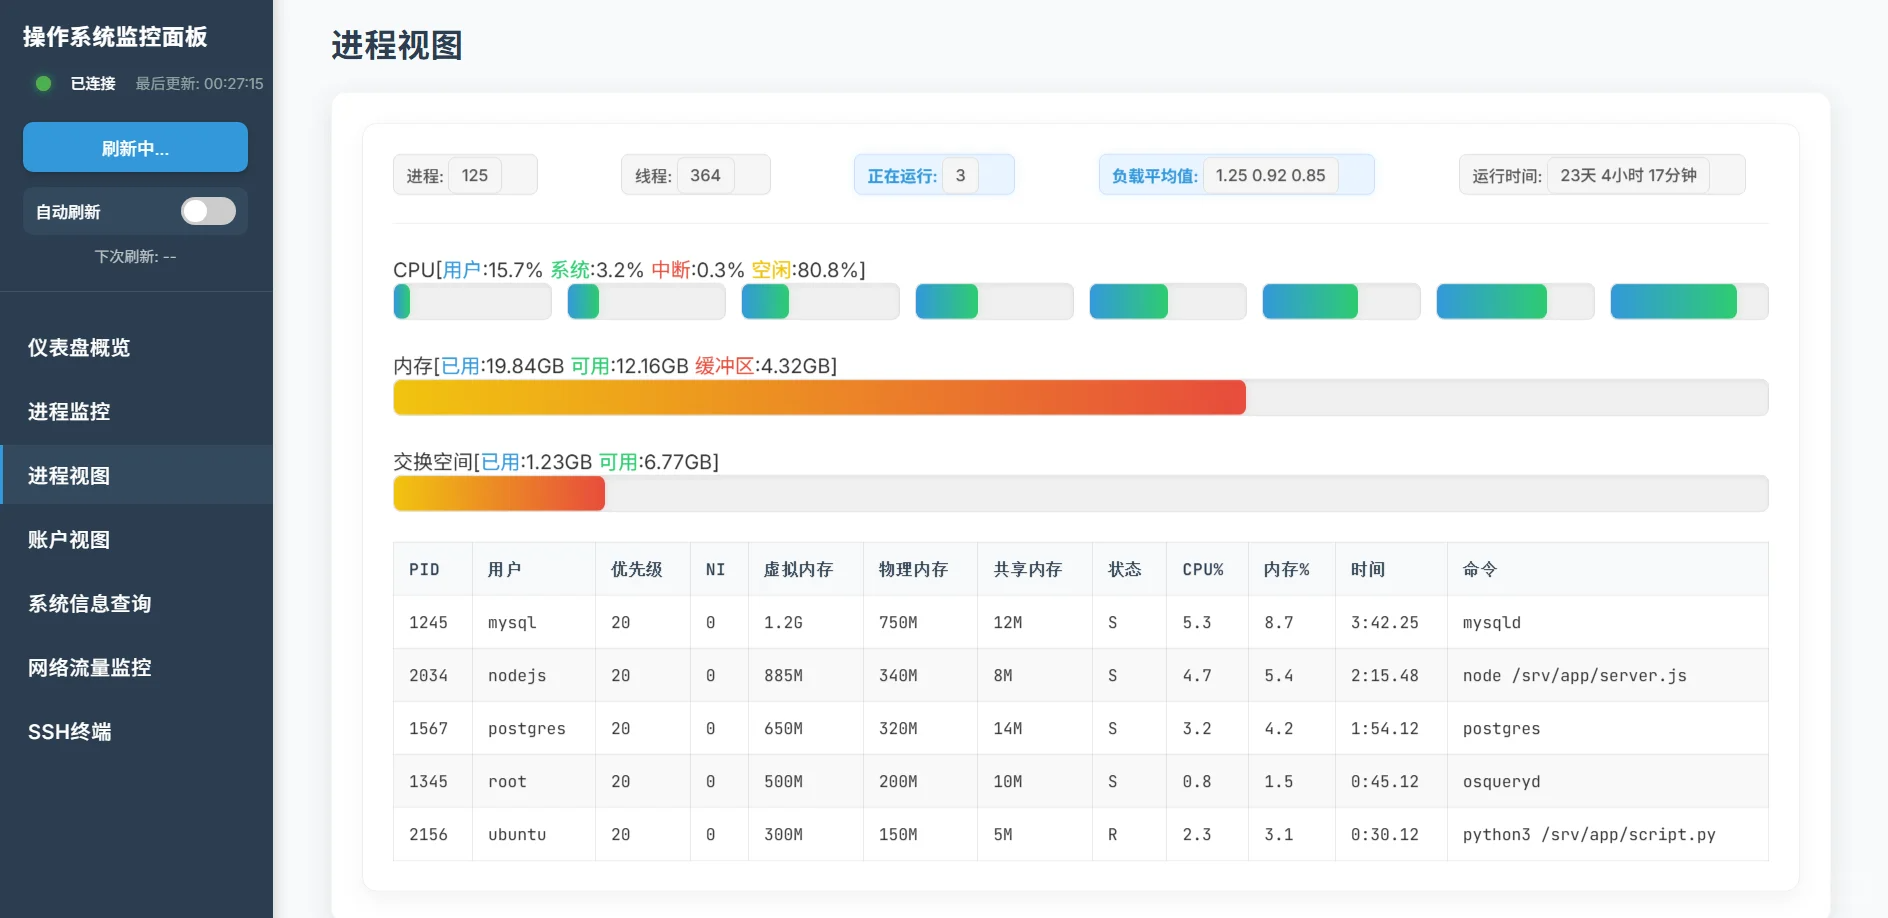 操作系统监控面板
已连接 最后更新: 00:27:15
刷新中...
自动刷新
下次刷新: --
仪表盘概览
进程监控
进程视图
账户视图
系统信息查询
网络流量监控
SSH终端
进程视图
进程: 125 线程: 364 正在运行: 3 负载平均值: 1.25 0.92 0.85 运行时间: 23天 4小时 17分钟
CPU[用户:15.7% 系统:3.2% 中断:0.3% 空闲:80.8%]
内存[已用:19.84GB 可用:12.16GB 缓冲区:4.32GB]
交换空间[已用:1.23GB 可用:6.77GB]
PID 用户 优先级 NI 虚拟内存 物理内存 共享内存 状态 CPU% 内存% 时间 命令
1245 mysql 20 0 1.2G 750M 12M S 5.3 8.7 3:42.25 mysqld
2034 nodejs 20 0 885M 340M 8M S 4.7 5.4 2:15.48 node /srv/app/server.js
1567 postgres 20 0 650M 320M 14M S 3.2 4.2 1:54.12 postgres
1345 root 20 0 500M 200M 10M S 0.8 1.5 0:45.12 osqueryd
2156 ubuntu 20 0 300M 150M 5M R 2.3 3.1 0:30.12 python3 /srv/app/script.py